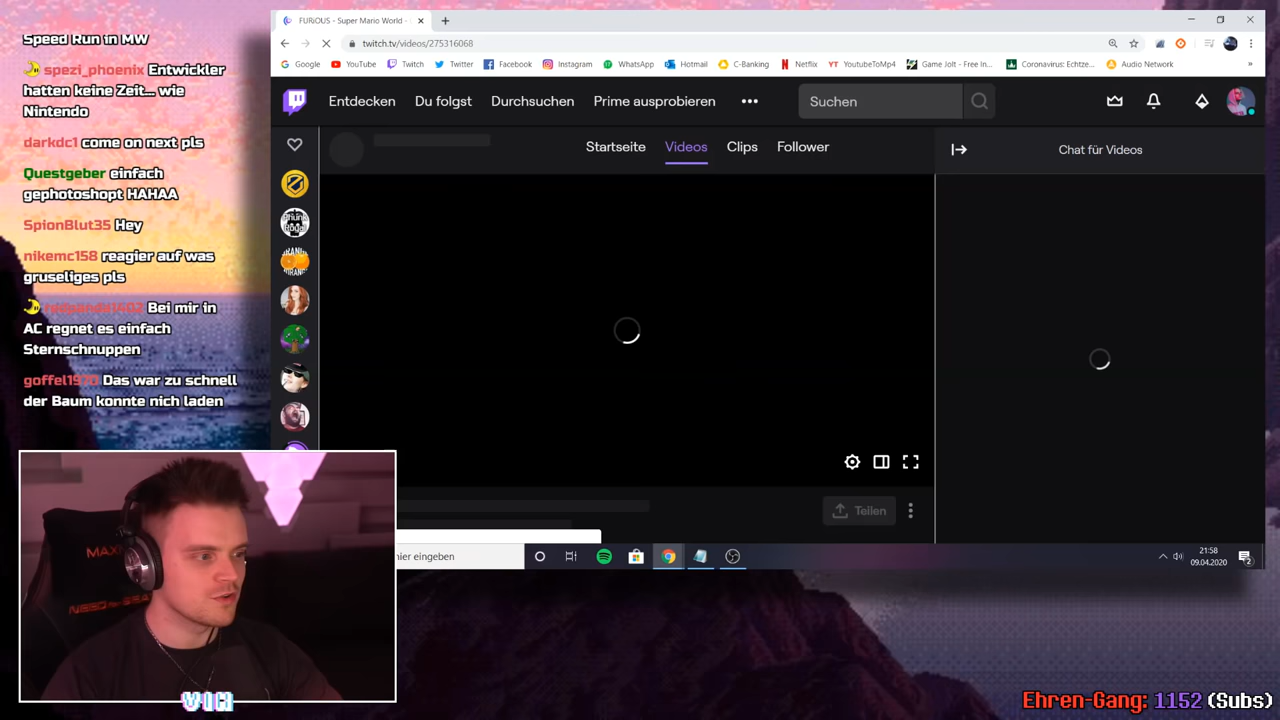 Speed Run in MW
spezi_phoenix Entwickler
hatten keine Zeit... wie
Nintendo
darkdc1 come on next pls
Questgeber einfach
gephotoshopt HAHAA
SpionBlut35 Hey
nikemc158 reagier auf was
gruseliges pls
Bei mir in
AC regnet es einfach
Sternschnuppen
goffel1970 Das war zu schnell
der Baum konnte nich laden
FURiOUS - Super Mario World -
twitch.tv/videos/275316068
Google YouTube Twitch Twitter Facebook Instagram WhatsApp Hotmail C-Banking Netflix YoutubeToMp4 Game Jolt - Free In... Coronavirus: Echtze... Audio Network »
Entdecken Du folgst Durchsuchen Prime ausprobieren ••• Suchen
Startseite Videos Clips Follower
Chat für Videos
Teilen
hier eingeben
21:58
09.04.2020
VIK
Ehren-Gang: 1152 (Subs)